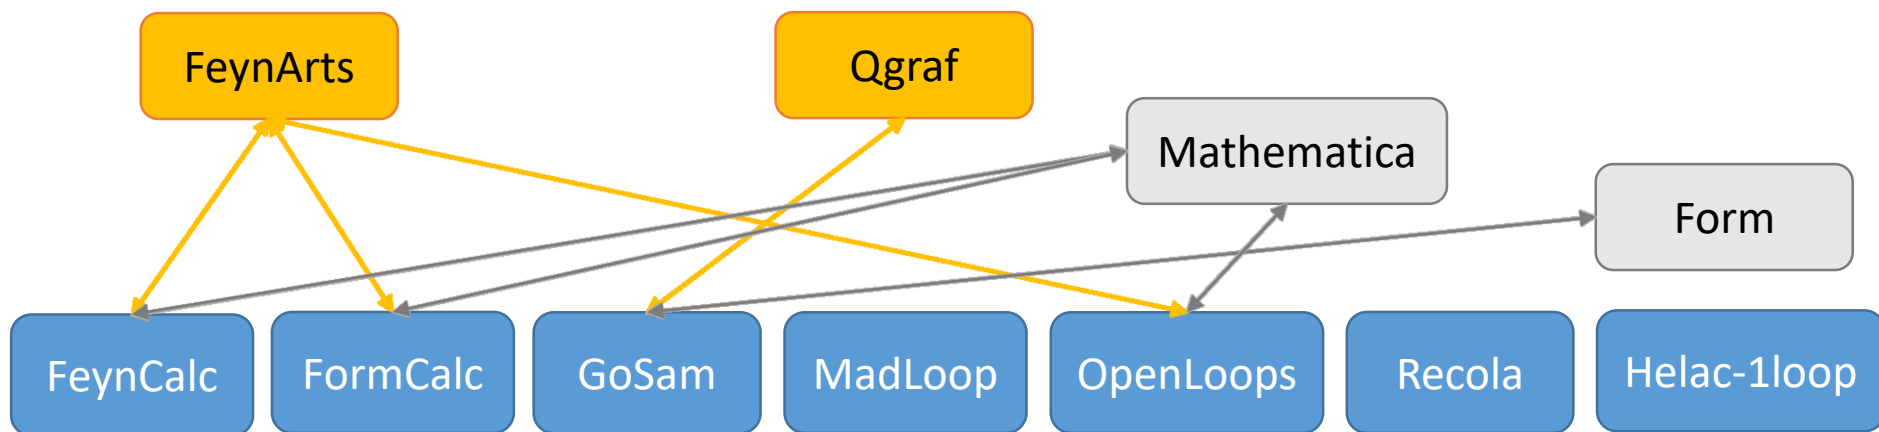 FeynArts
Qgraf
Mathematica
Form
FeynCalc
FormCalc
GoSam
MadLoop
OpenLoops
Recola
Helac-1loop